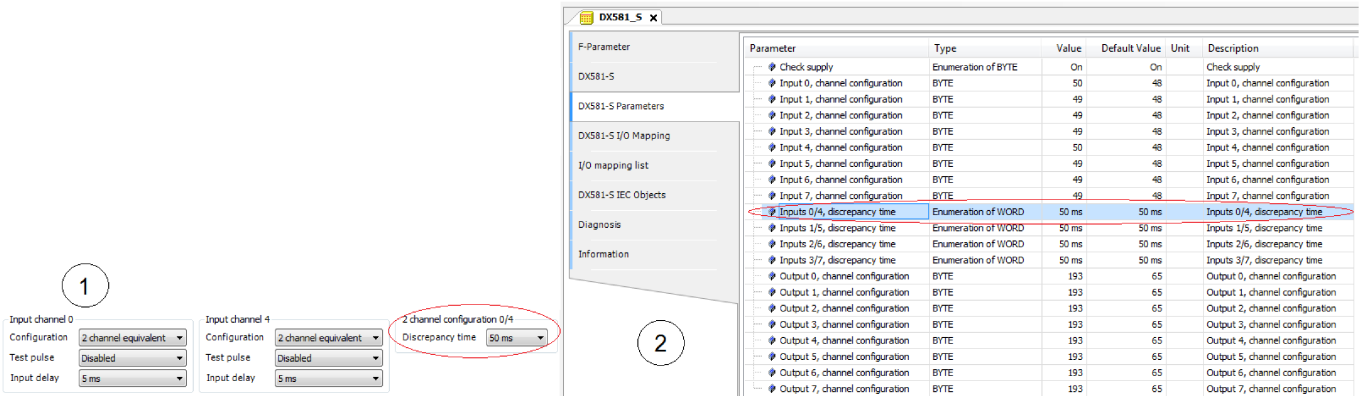 DX581_S
F-Parameter
DX581-S
DX581-S Parameters
DX581-S I/O Mapping
I/O mapping list
DX581-S IEC Objects
Diagnosis
Information
Parameter Type Value Default Value Unit Description
Check supply Enumeration of BYTE On On Check supply
Input 0, channel configuration BYTE 50 48 Input 0, channel configuration
Input 1, channel configuration BYTE 49 48 Input 1, channel configuration
Input 2, channel configuration BYTE 49 48 Input 2, channel configuration
Input 3, channel configuration BYTE 49 48 Input 3, channel configuration
Input 4, channel configuration BYTE 50 48 Input 4, channel configuration
Input 5, channel configuration BYTE 49 48 Input 5, channel configuration
Input 6, channel configuration BYTE 49 48 Input 6, channel configuration
Input 7, channel configuration BYTE 49 48 Input 7, channel configuration
Inputs 0/4, discrepancy time Enumeration of WORD 50 ms 50 ms Inputs 0/4, discrepancy time
Inputs 1/5, discrepancy time Enumeration of WORD 50 ms 50 ms Inputs 1/5, discrepancy time
Inputs 2/6, discrepancy time Enumeration of WORD 50 ms 50 ms Inputs 2/6, discrepancy time
Inputs 3/7, discrepancy time Enumeration of WORD 50 ms 50 ms Inputs 3/7, discrepancy time
Output 0, channel configuration BYTE 193 65 Output 0, channel configuration
Output 1, channel configuration BYTE 193 65 Output 1, channel configuration
Output 2, channel configuration BYTE 193 65 Output 2, channel configuration
Output 3, channel configuration BYTE 193 65 Output 3, channel configuration
Output 4, channel configuration BYTE 193 65 Output 4, channel configuration
Output 5, channel configuration BYTE 193 65 Output 5, channel configuration
Output 6, channel configuration BYTE 193 65 Output 6, channel configuration
Output 7, channel configuration BYTE 193 65 Output 7, channel configuration
1
2
Input channel 0
Configuration 2 channel equivalent
Test pulse Disabled
Input delay 5 ms
Input channel 4
Configuration 2 channel equivalent
Test pulse Disabled
Input delay 5 ms
2 channel configuration 0/4
Discrepancy time 50 ms